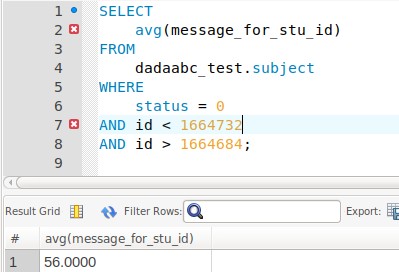 1 SELECT
2 avg(message_for_stu_id)
3 FROM
4 dadaabc_test.subject
5 WHERE
6 status = 0
7 AND id < 1664732
8 AND id > 1664684;
9
Result Grid Filter Rows: Export:
# avg(message_for_stu_id)
1 56.0000